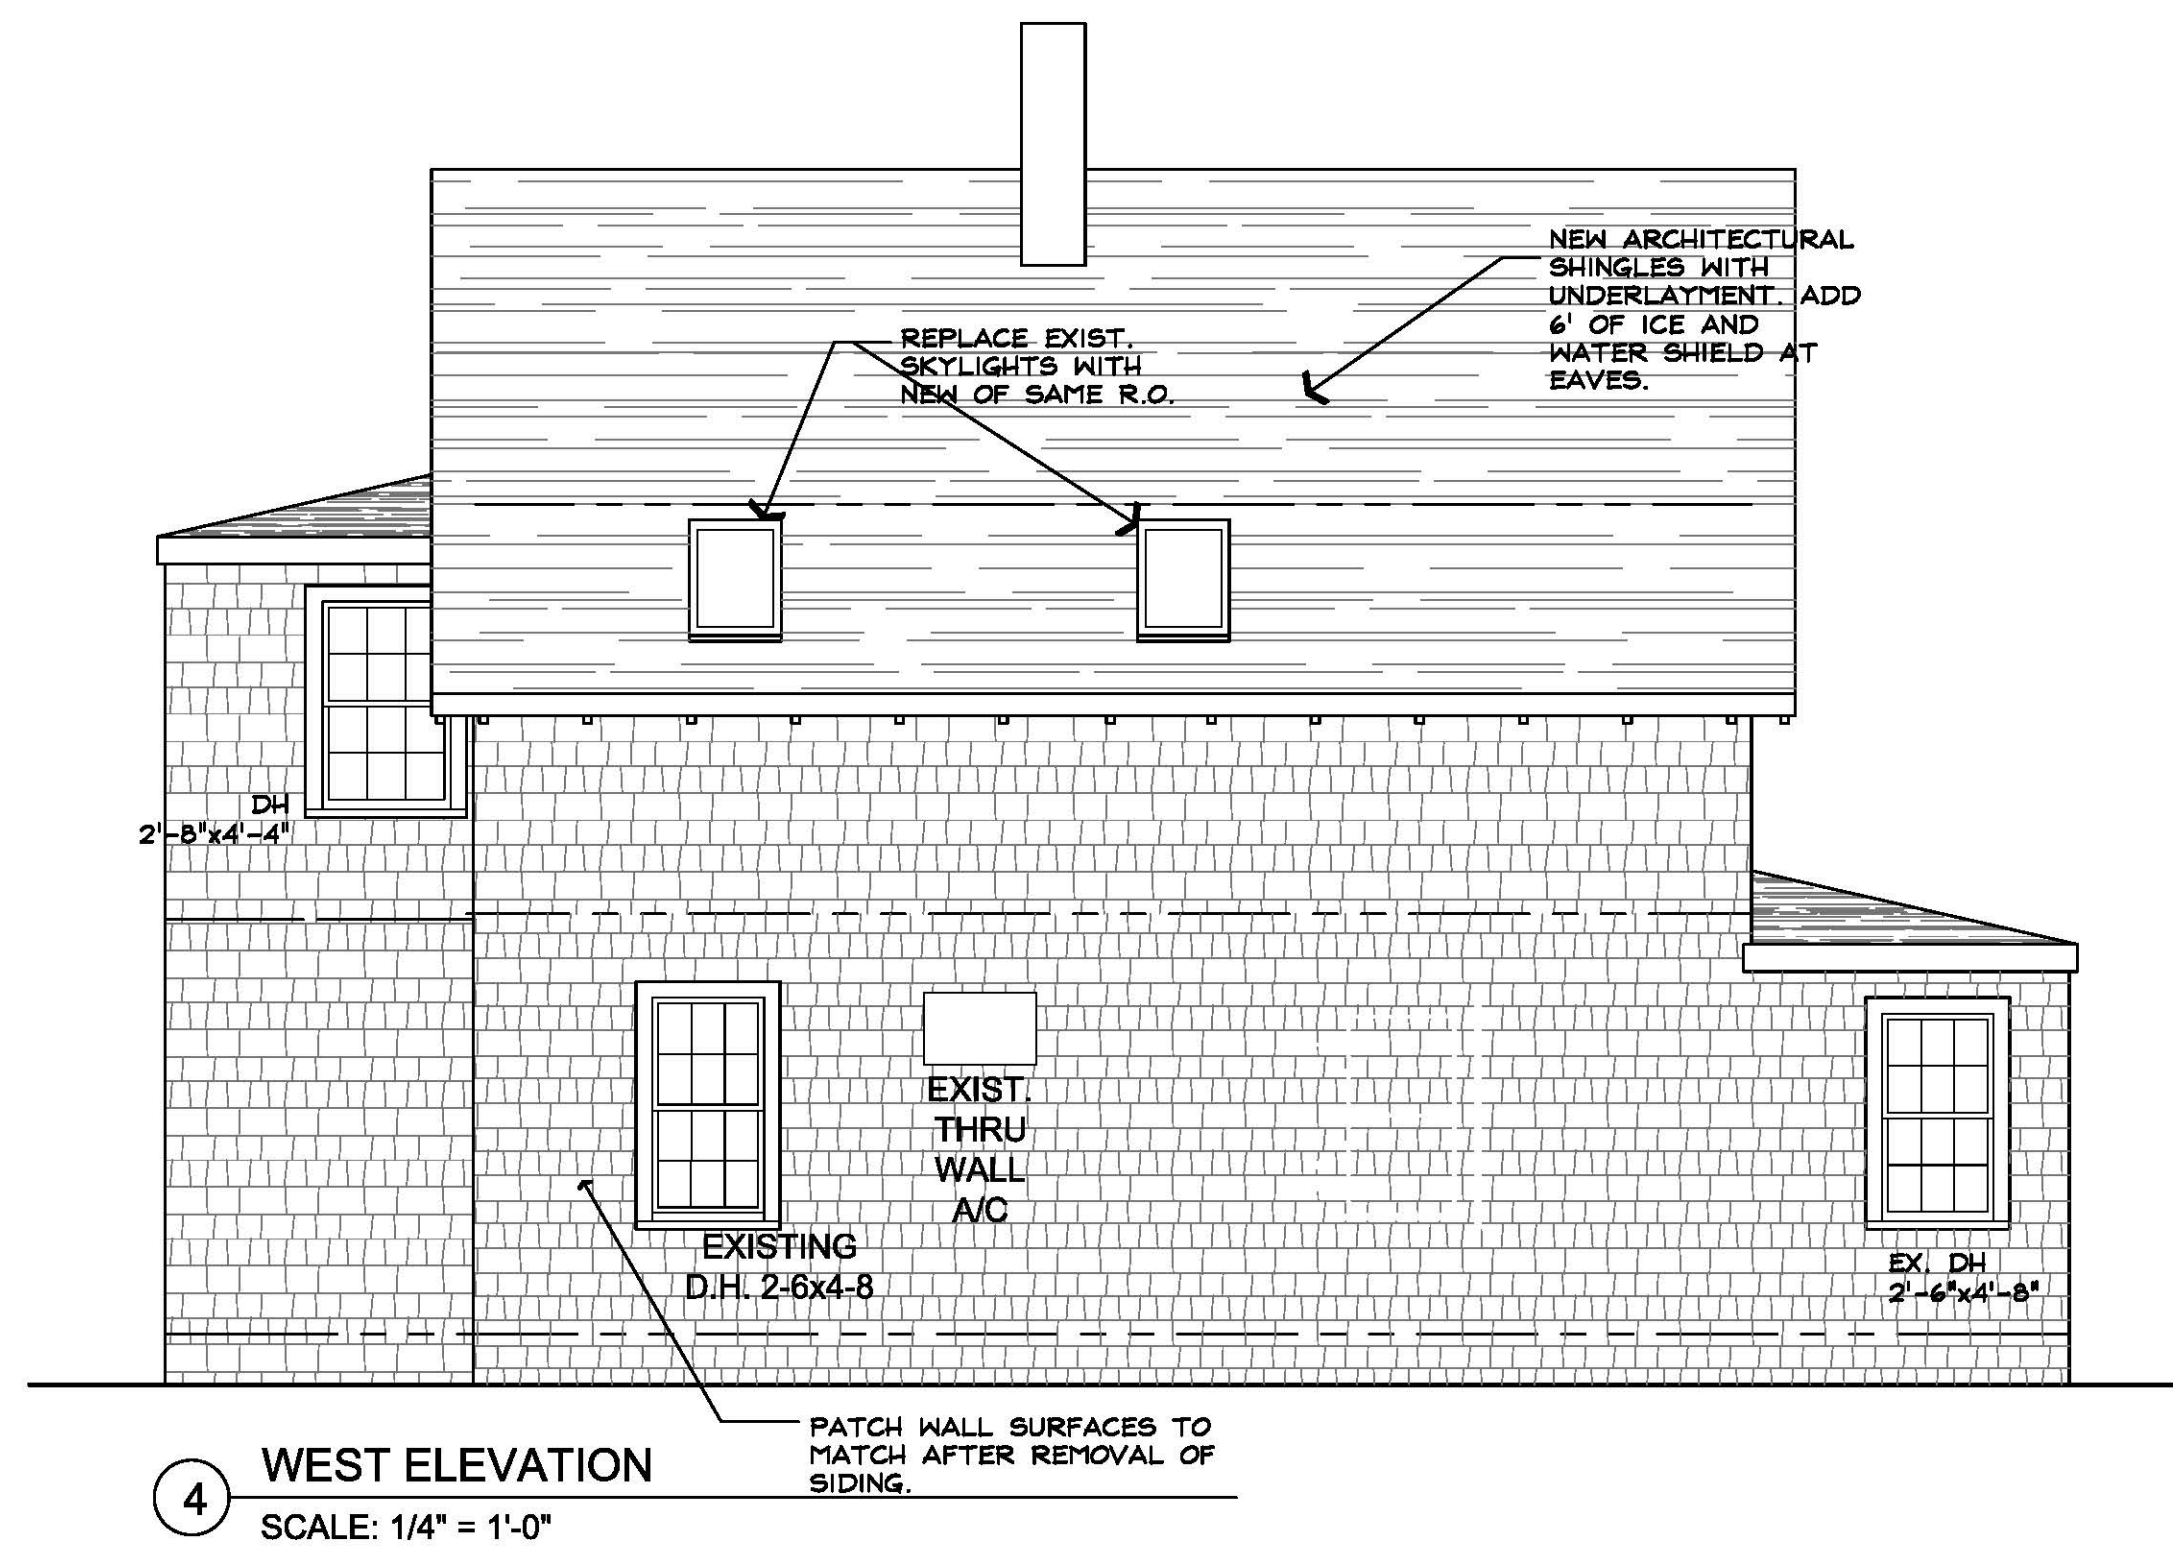 NEW ARCHITECTURAL
SHINGLES WITH
UNDERLAYMENT. ADD
6' OF ICE AND
WATER SHIELD AT
EAVES.
REPLACE EXIST.
SKYLIGHTS WITH
NEW OF SAME R.O.
DH
2'-8"x4'-4"
EXIST.
THRU
WALL
A/C
EXISTING
D.H. 2-6x4-8
EX. DH
2'-6"x4'-8"
PATCH WALL SURFACES TO
MATCH AFTER REMOVAL OF
SIDING.
4
WEST ELEVATION
SCALE: 1/4" = 1'-0"